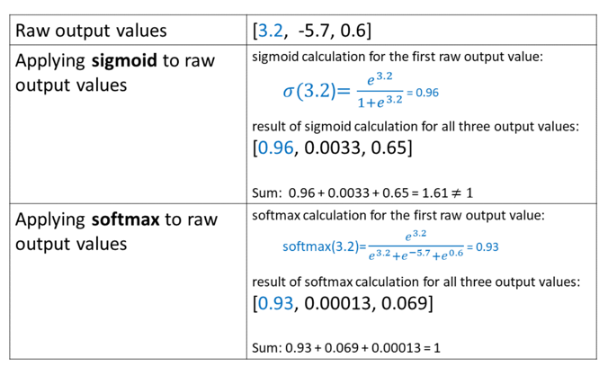 Raw output values
[3.2, -5.7, 0.6]
Applying sigmoid to raw
output values
sigmoid calculation for the first raw output value:
σ(3.2)= e^3.2 / 1+e^3.2 = 0.96
result of sigmoid calculation for all three output values:
[0.96, 0.0033, 0.65]
Sum: 0.96 + 0.0033 + 0.65 = 1.61 ≠ 1
Applying softmax to raw
output values
softmax calculation for the first raw output value:
softmax(3.2)= e^3.2 / e^3.2+e^−5.7+e^0.6 = 0.93
result of softmax calculation for all three output values:
[0.93, 0.00013, 0.069]
Sum: 0.93 + 0.069 + 0.00013 = 1